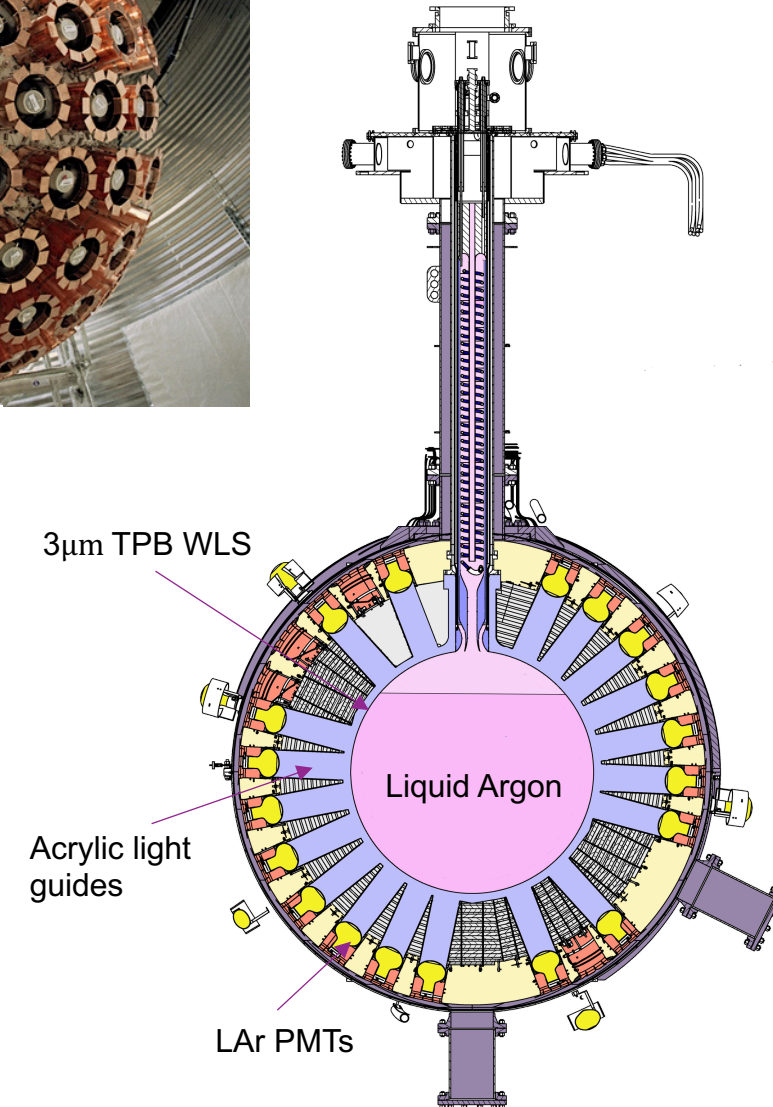 3μm TPB WLS
Liquid Argon
Acrylic light
guides
LAr PMTs